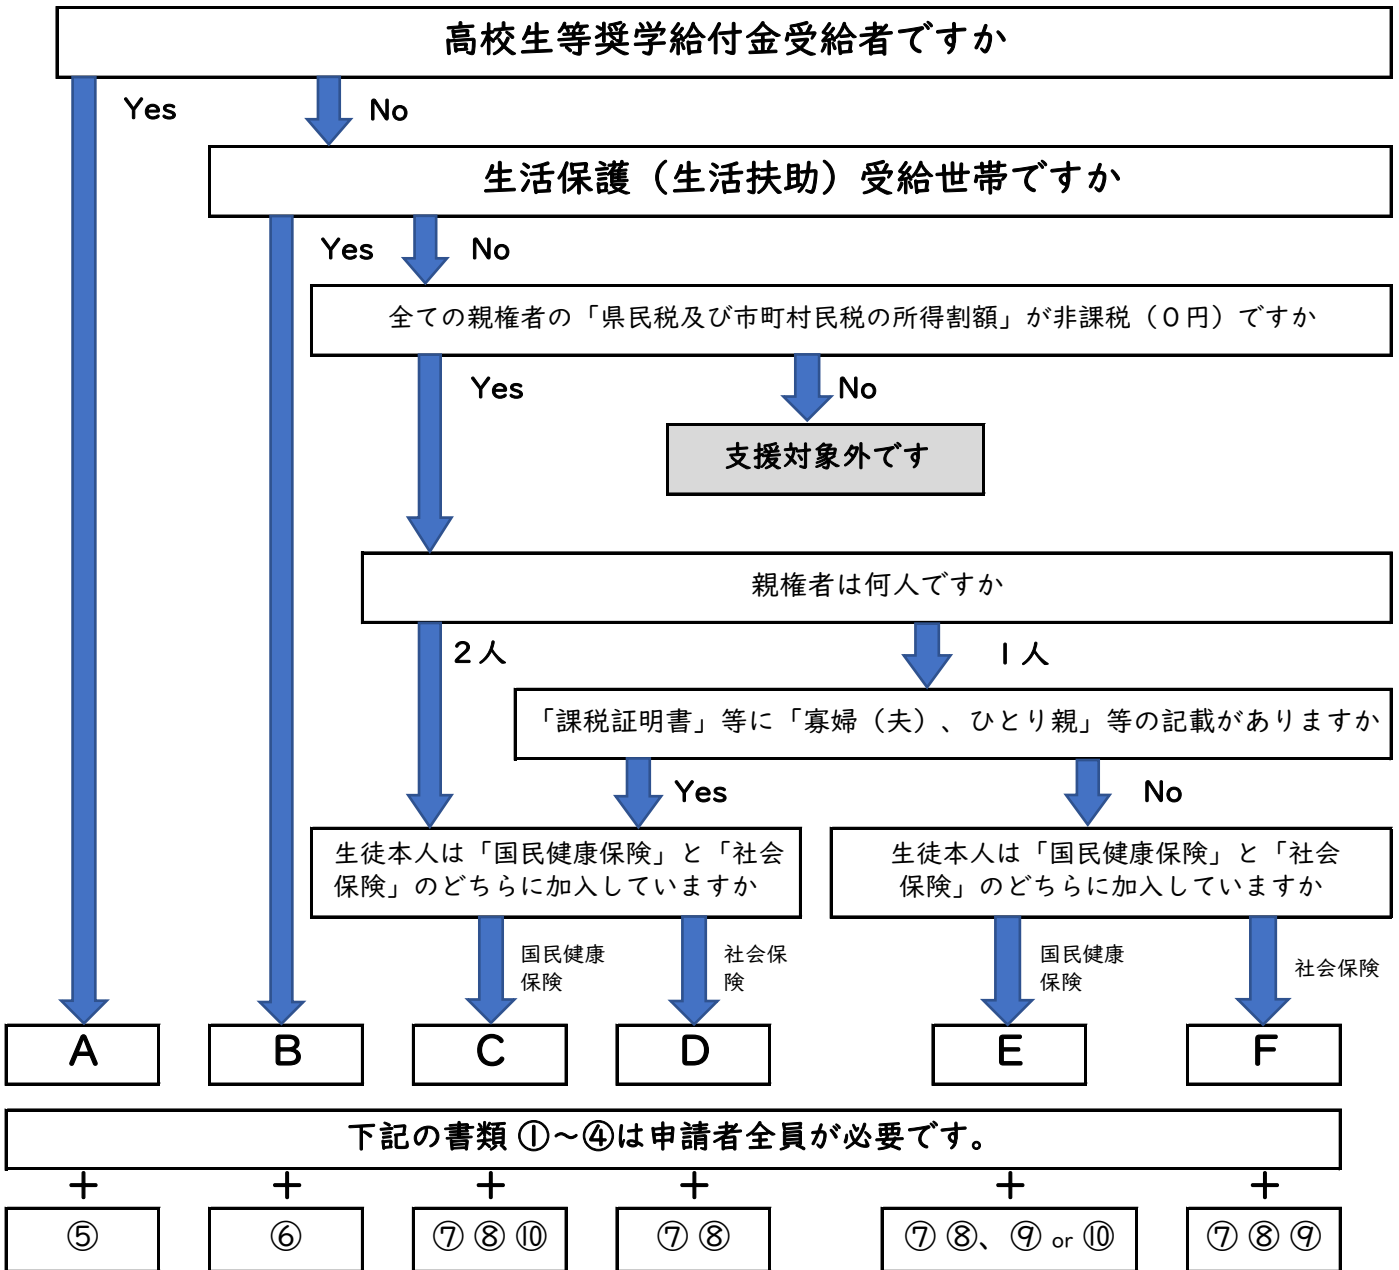 高校生等奨学給付金受給者ですか
Yes
No
生活保護（生活扶助）受給世帯ですか
Yes
No
全ての親権者の「県民税及び市町村民税の所得割額」が非課税（０円）ですか
Yes
No
支援対象外です
親権者は何人ですか
２人
１人
「課税証明書」等に「寡婦（夫）、ひとり親」等の記載がありますか
Yes
No
生徒本人は「国民健康保険」と「社会
保険」のどちらに加入していますか
生徒本人は「国民健康保険」と「社会
保険」のどちらに加入していますか
国民健康
保険
社会保
険
国民健康
保険
社会保険
A
B
C
D
E
F
下記の書類 ①～④は申請者全員が必要です。
＋
＋
＋
＋
＋
＋
⑤
⑥
⑦ ⑧ ⑩
⑦ ⑧
⑦ ⑧、⑨ or ⑩
⑦ ⑧ ⑨